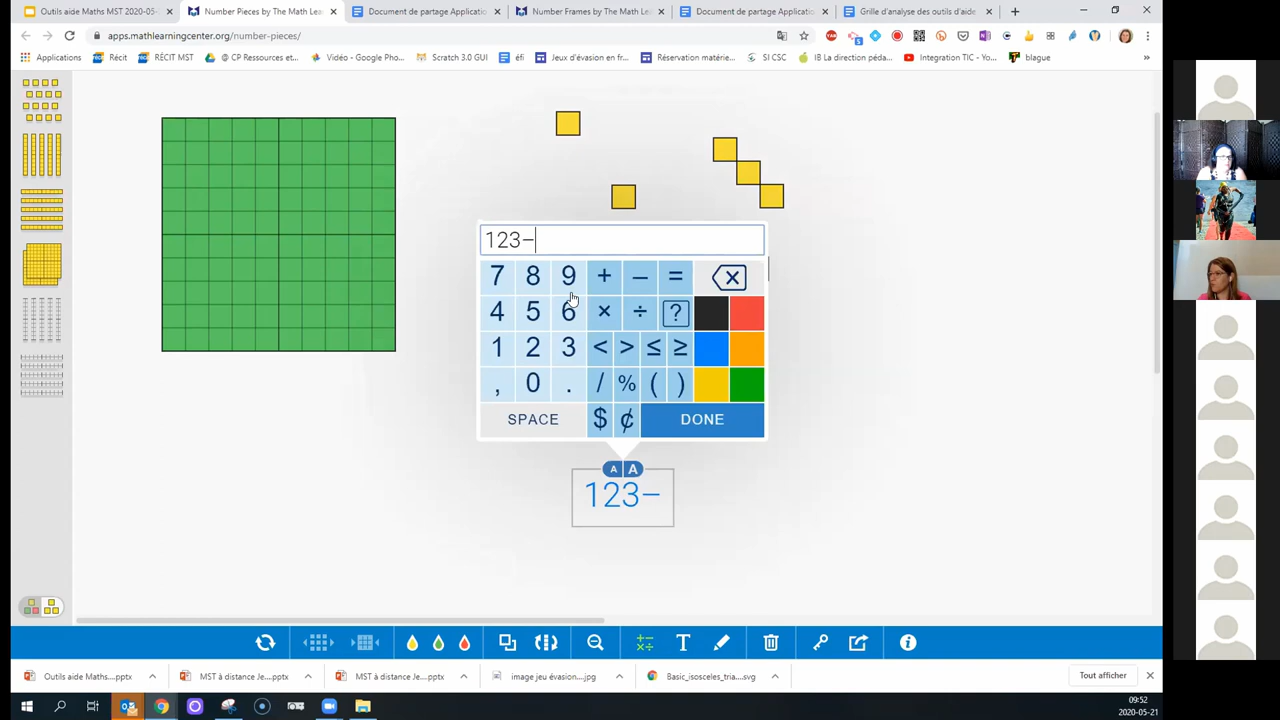 Outils aide Maths MST 2020-05-
Number Pieces by The Math Lea
Document de partage Applicatio
Number Frames by The Math Le
Document de partage Applicatio
Grille d'analyse des outils d'aide
apps.mathlearningcenter.org/number-pieces/
Applications
Récit
RÉCIT MST
@ CP Ressources et...
Vidéo - Google Pho...
Scratch 3.0 GUI
éfi
Jeux d'évasion en fr...
Réservation matérie...
SI CSC
IB La direction péda...
Integration TIC - Yo...
blague
123–
7 8 9 + – =
4 5 6 × ÷ ?
1 2 3 < > ≤ ≥
, 0 . / % ( )
SPACE $ ¢ DONE
A A
123–
T
Outils aide Maths....pptx
MST à distance Je....pptx
MST à distance Je....pptx
image jeu évasion....jpg
Basic_isosceles_tria....svg
Tout afficher
09:52
2020-05-21